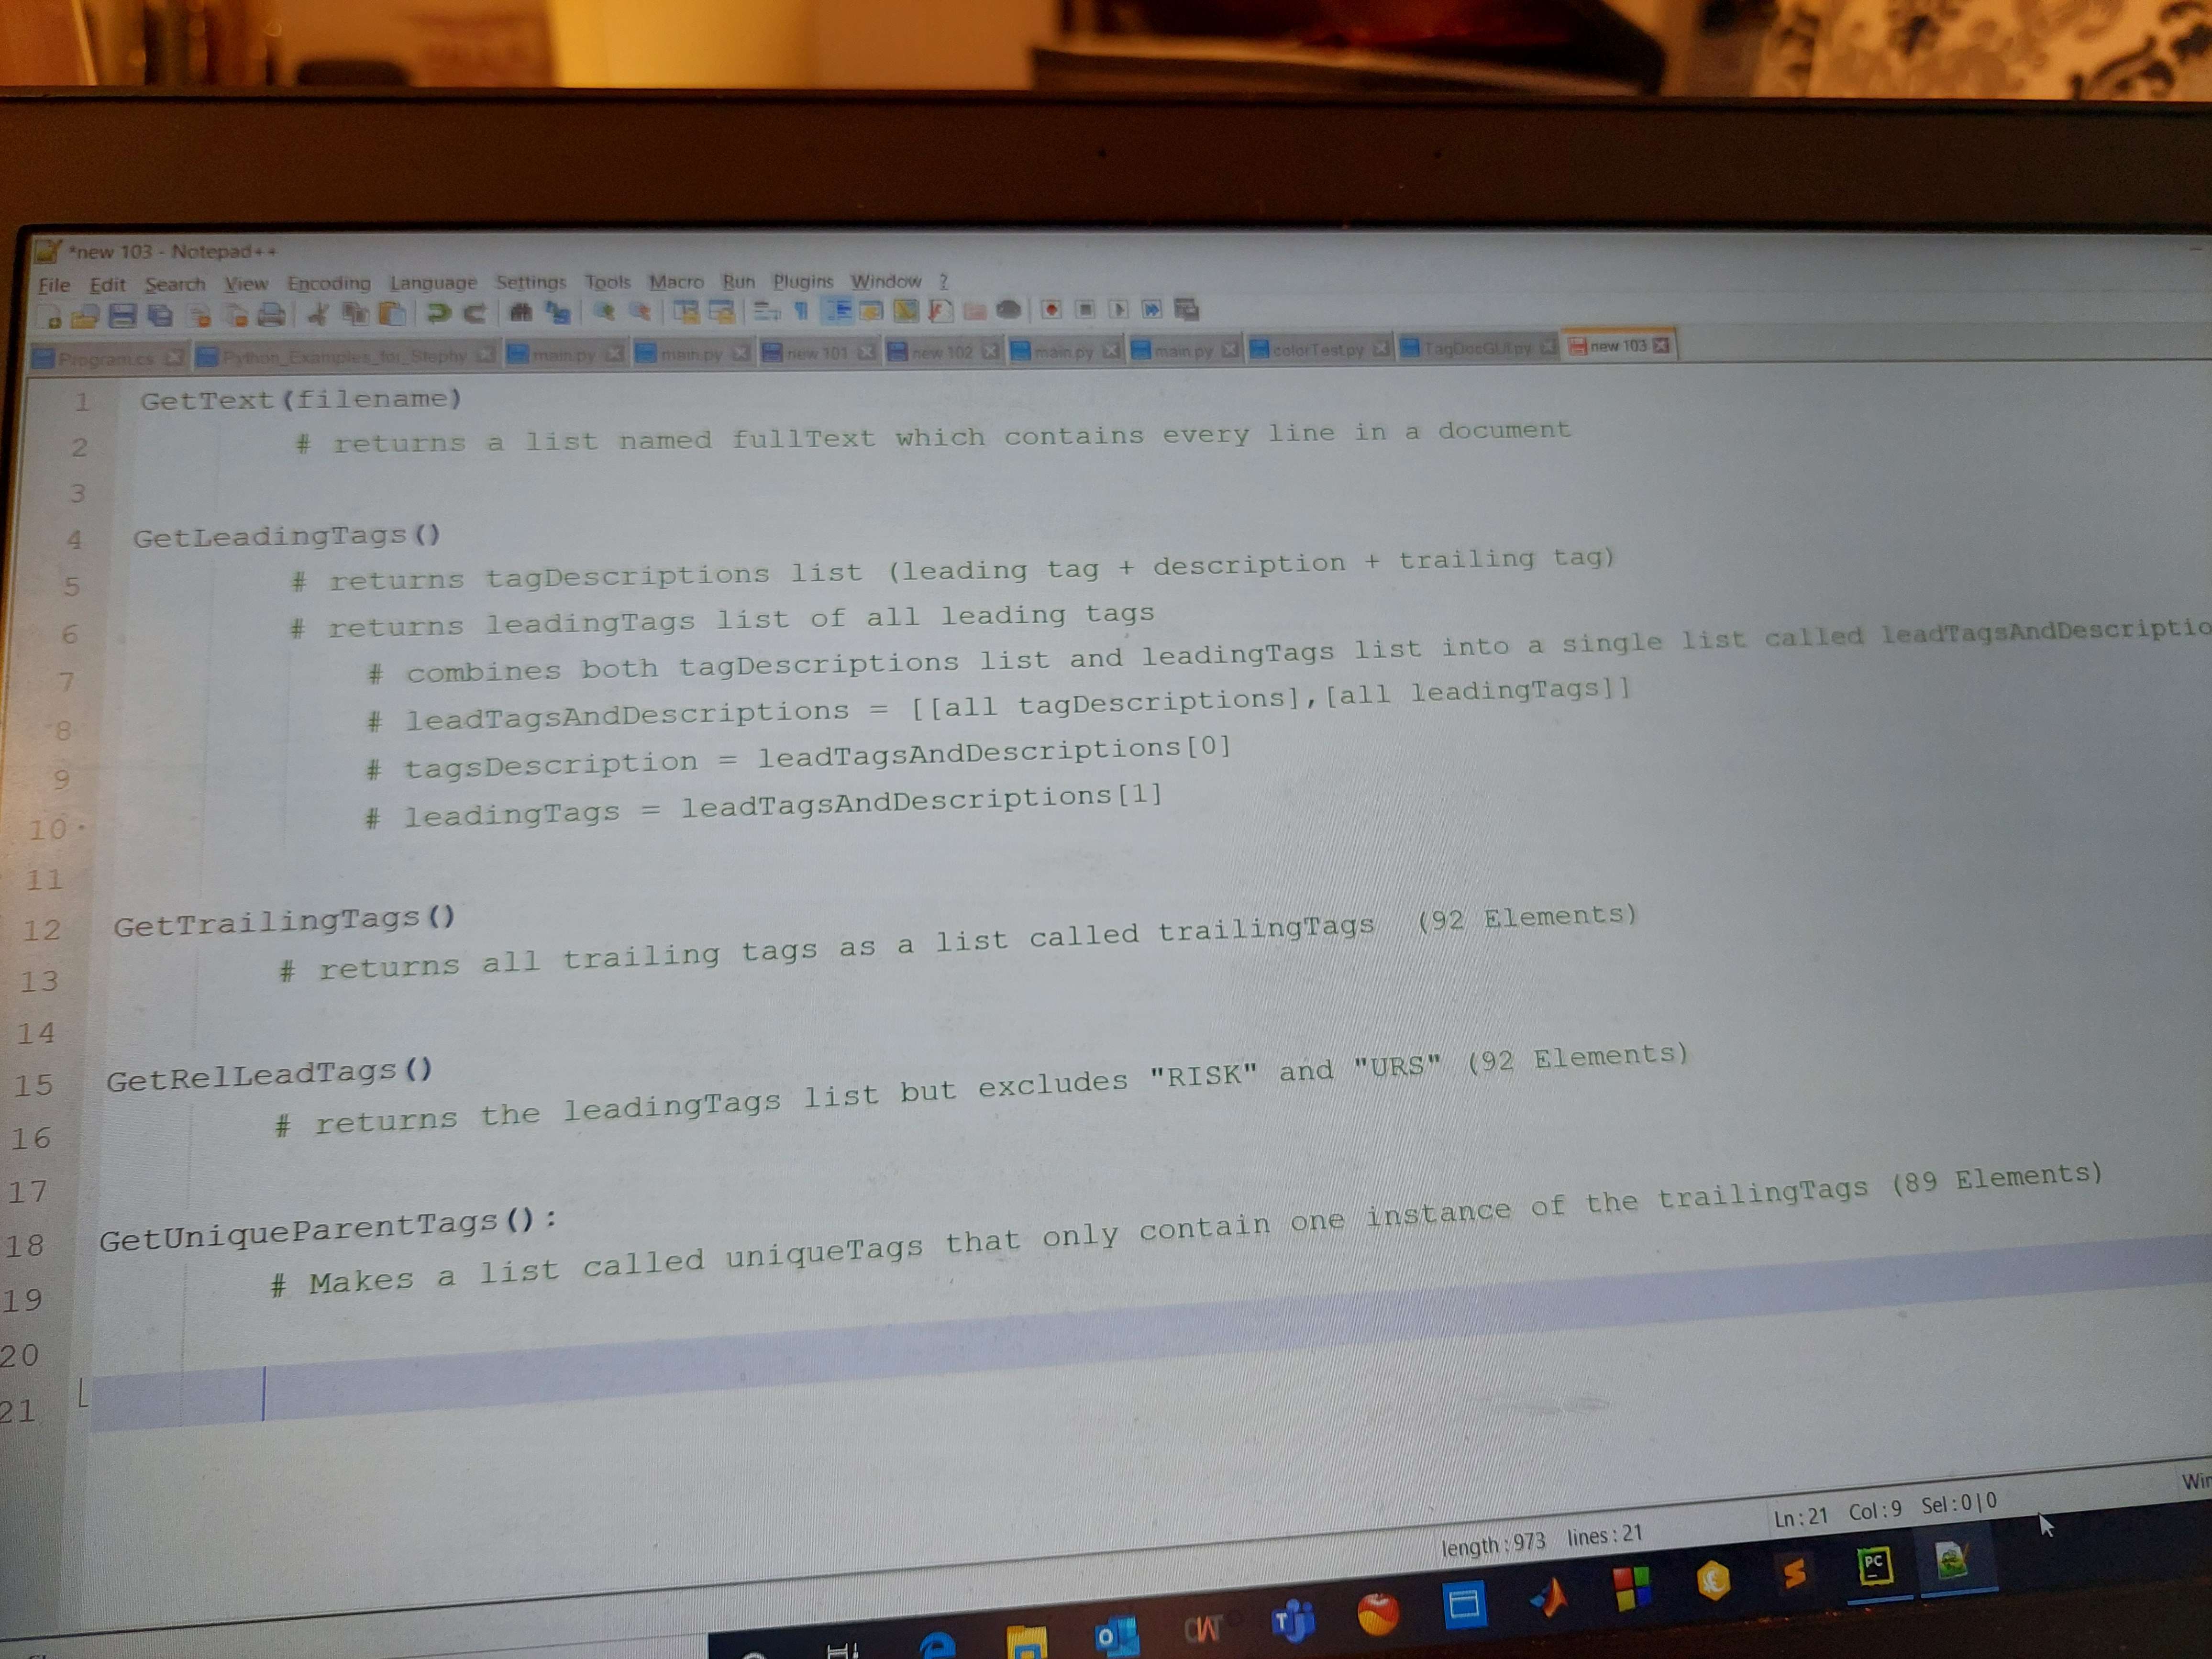 *new 103 - Notepad++
File Edit Search View Encoding Language Settings Tools Macro Run Plugins Window ?
Program.cs Python_Examples_for_Stephy main.py main.py new 101 new 102 main.py main.py colorTest.py TagDocGUI.py new 103
1 GetText(filename)
2 # returns a list named fullText which contains every line in a document
3
4 GetLeadingTags()
5 # returns tagDescriptions list (leading tag + description + trailing tag)
6 # returns leadingTags list of all leading tags
7 # combines both tagDescriptions list and leadingTags list into a single list called leadTagsAndDescriptio
8 # leadTagsAndDescriptions = [[all tagDescriptions],[all leadingTags]]
9 # tagsDescription = leadTagsAndDescriptions[0]
10 # leadingTags = leadTagsAndDescriptions[1]
11
12 GetTrailingTags()
13 # returns all trailing tags as a list called trailingTags (92 Elements)
14
15 GetRelLeadTags()
16 # returns the leadingTags list but excludes "RISK" and "URS" (92 Elements)
17
18 GetUniqueParentTags():
19 # Makes a list called uniqueTags that only contain one instance of the trailingTags (89 Elements)
20
21
length : 973 lines : 21 Ln : 21 Col : 9 Sel : 0 | 0 Win
PC